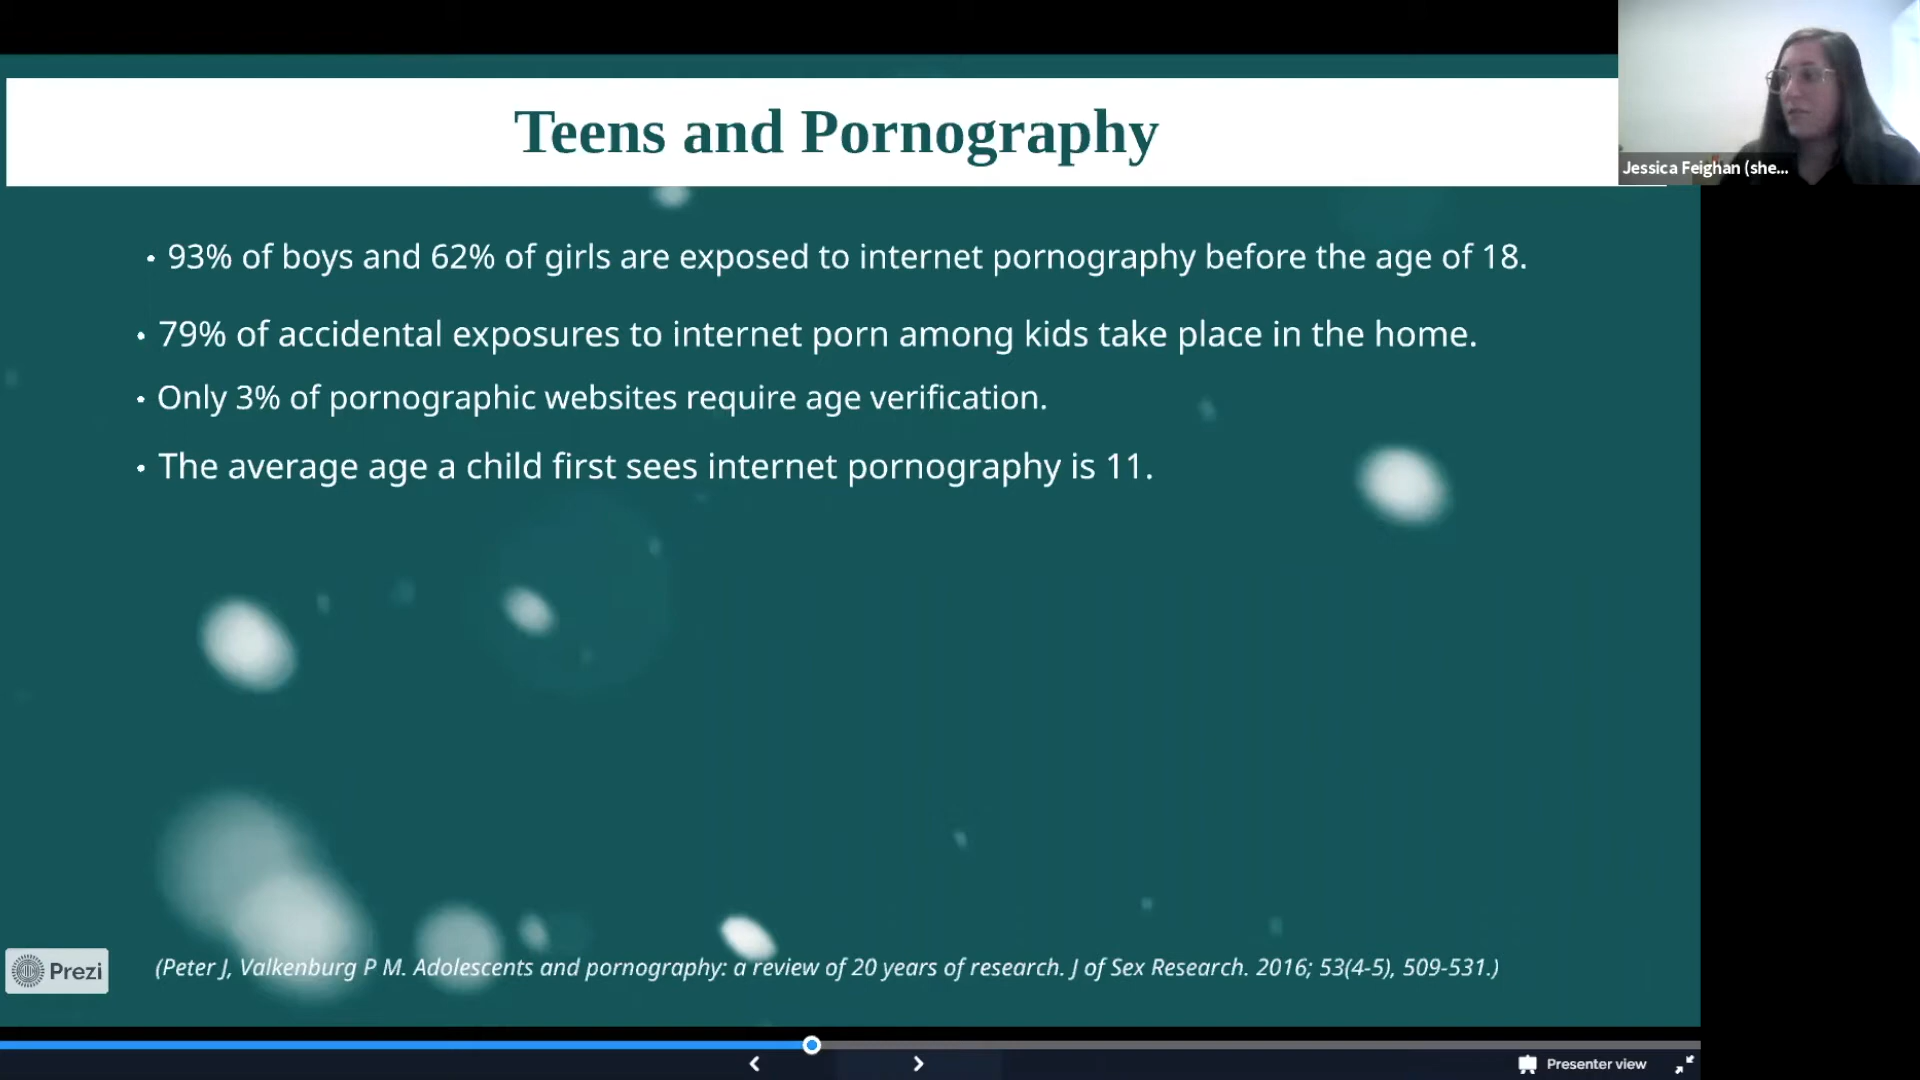 Teens and Pornography
Jessica Feighan (she...
• 93% of boys and 62% of girls are exposed to internet pornography before the age of 18.
• 79% of accidental exposures to internet porn among kids take place in the home.
• Only 3% of pornographic websites require age verification.
• The average age a child first sees internet pornography is 11.
Prezi
(Peter J, Valkenburg P M. Adolescents and pornography: a review of 20 years of research. J of Sex Research. 2016; 53(4-5), 509-531.)
Presenter view